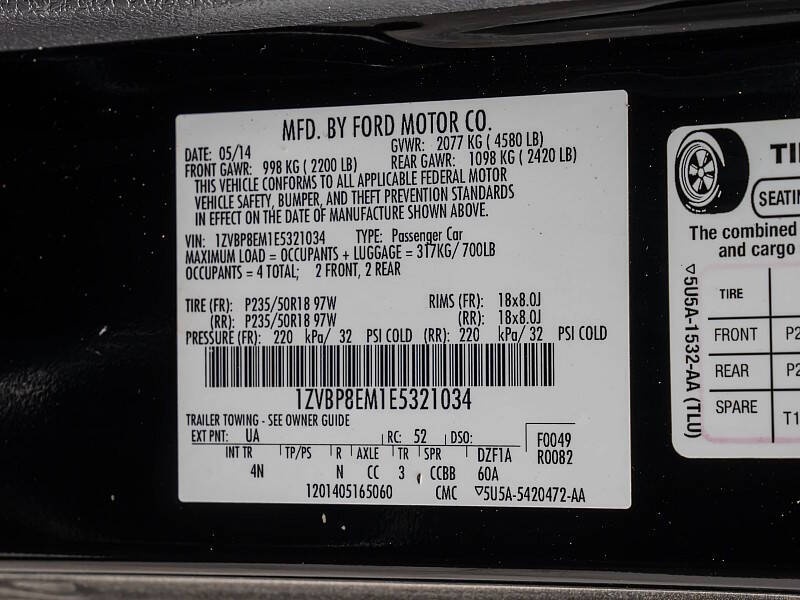 MFD. BY FORD MOTOR CO.
DATE: 05/14 GVWR: 2077 KG ( 4580 LB)
FRONT GAWR: 998 KG ( 2200 LB) REAR GAWR: 1098 KG ( 2420 LB)
THIS VEHICLE CONFORMS TO ALL APPLICABLE FEDERAL MOTOR
VEHICLE SAFETY, BUMPER, AND THEFT PREVENTION STANDARDS
IN EFFECT ON THE DATE OF MANUFACTURE SHOWN ABOVE.
VIN: 1ZVBP8EM1E5321034 TYPE: Passenger Car
MAXIMUM LOAD = OCCUPANTS + LUGGAGE = 317KG/ 700LB
OCCUPANTS = 4 TOTAL; 2 FRONT, 2 REAR
TIRE (FR): P235/50R18 97W RIMS (FR): 18x8.0J
(RR): P235/50R18 97W (RR): 18x8.0J
PRESSURE (FR): 220 kPa/ 32 PSI COLD (RR): 220 kPa/ 32 PSI COLD
1ZVBP8EM1E5321034
TRAILER TOWING - SEE OWNER GUIDE
EXT PNT: UA RC: 52 DSO: F0049
INT TR TP/PS R AXLE TR SPR DZF1A R0082
4N N CC 3 CCBB 60A
1201405165060 CMC ▽5U5A-5420472-AA
TI
SEATI
The combined
and cargo
TIRE
FRONT P2
REAR P2
SPARE T1
▽5U5A-1532-AA (TLU)